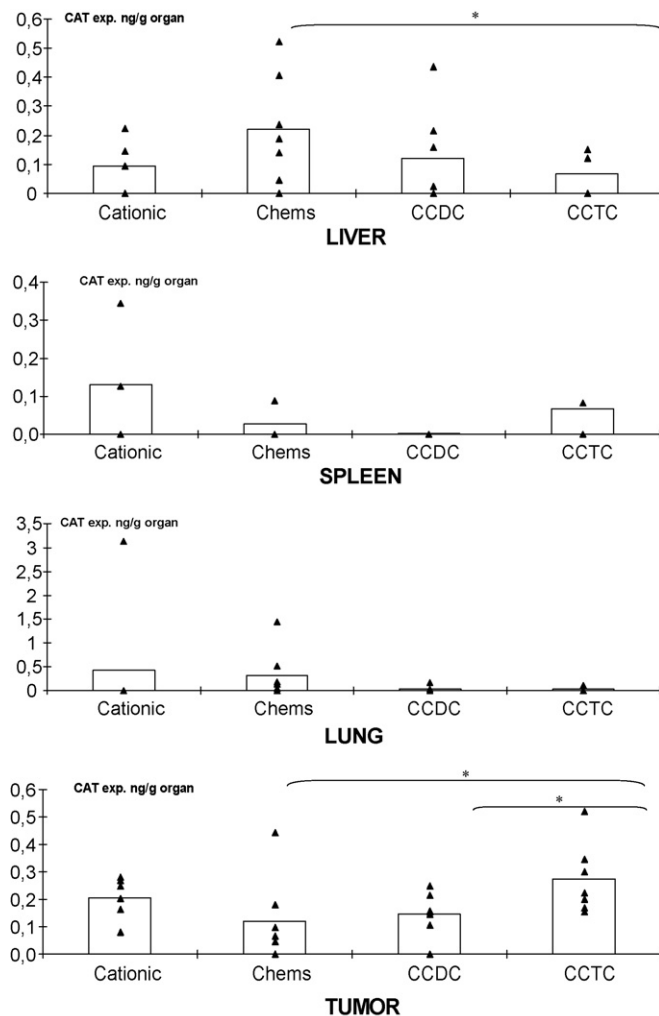 CAT exp. ng/g organ
*
0,6
0,5
0,4
0,3
0,2
0,1
0
Cationic Chems CCDC CCTC
LIVER
CAT exp. ng/g organ
0,4
0,3
0,2
0,1
0,0
Cationic Chems CCDC CCTC
SPLEEN
CAT exp. ng/g organ
3,5
3
2,5
2
1,5
1
0,5
0
Cationic Chems CCDC CCTC
LUNG
CAT exp. ng/g organ
*
*
0,6
0,5
0,4
0,3
0,2
0,1
0,0
Cationic Chems CCDC CCTC
TUMOR